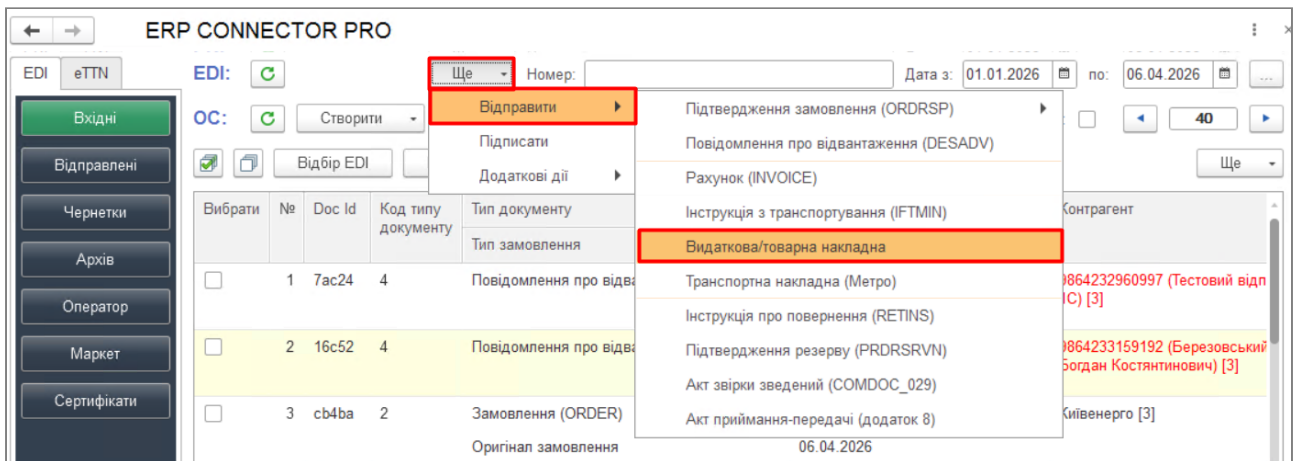 ERP CONNECTOR PRO
EDI
eTTN
EDI:
Ще
Номер:
Дата з:
01.01.2026
по:
06.04.2026
...
Вхідні
Відправлені
Чернетки
Архів
Оператор
Маркет
Сертифікати
ОС:
Створити
40
Відбір EDI
Ще
Відправити
Підписати
Додаткові дії
Підтвердження замовлення (ORDRSP)
Повідомлення про відвантаження (DESADV)
Рахунок (INVOICE)
Інструкція з транспортування (IFTMIN)
Видаткова/товарна накладна
Транспортна накладна (Метро)
Інструкція про повернення (RETINS)
Підтвердження резерву (PRDRSRVN)
Акт звірки зведений (COMDOC_029)
Акт приймання-передачі (додаток 8)
Вибрати
№
Doc Id
Код типу
документу
Тип документу
Тип замовлення
Контрагент
1 7ac24 4 Повідомлення про відва
9864232960997 (Тестовий відп
ІС) [3]
2 16c52 4 Повідомлення про відва
9864233159192 (Березовський
Богдан Костянтинович) [3]
3 cb4ba 2 Замовлення (ORDER)
Київенерго [3]
Оригінал замовлення
06.04.2026